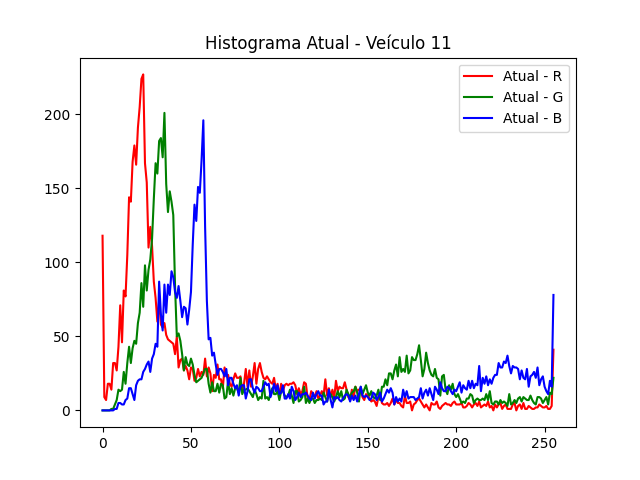 Histograma Atual - Veículo 11
Atual - R
Atual - G
Atual - B
200
150
100
50
0
0 50 100 150 200 250